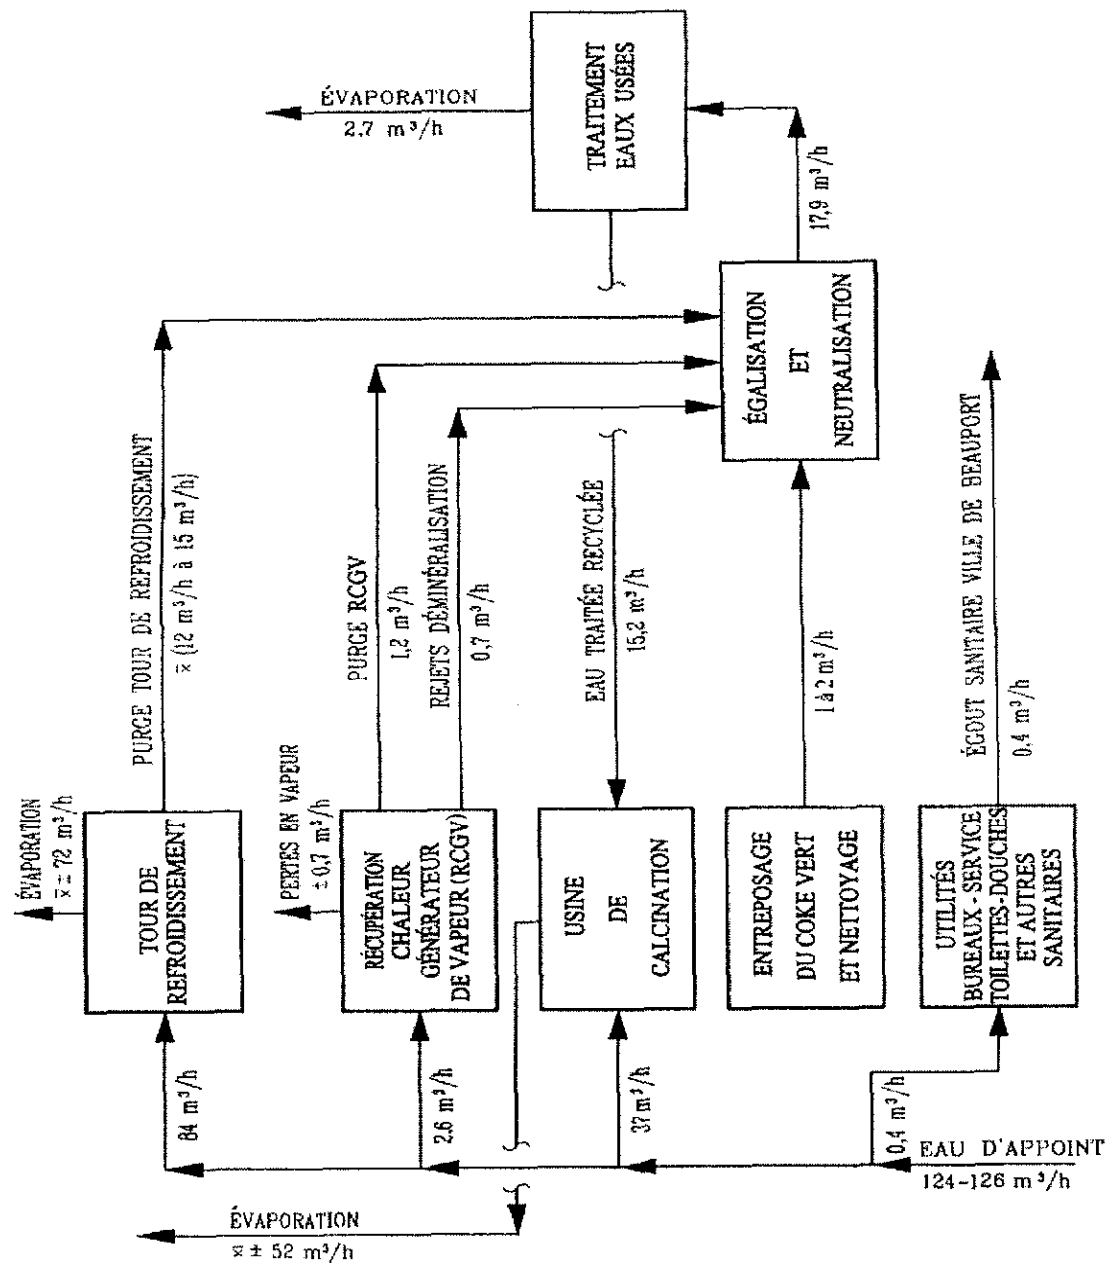 ÉVAPORATION
2,7 m³/h
TRAITEMENT
EAUX USÉES
17,9 m³/h
ÉGALISATION
ET
NEUTRALISATION
PURGE TOUR DE REFROIDISSEMENT
x̄ (12 m³/h à 15 m³/h)
PURGE RCGV
1,2 m³/h
REJETS DÉMINÉRALISATION
0,7 m³/h
EAU TRAITÉE RECYCLÉE
15,2 m³/h
1 à 2 m³/h
ÉGOUT SANITAIRE VILLE DE BEAUPORT
0,4 m³/h
ÉVAPORATION
x̄ ± 72 m³/h
TOUR DE
REFROIDISSEMENT
PERTES EN VAPEUR
± 0,7 m³/h
RÉCUPÉRATION
CHALEUR
GÉNÉRATEUR
DE VAPEUR (RCGV)
USINE
DE
CALCINATION
ENTREPOSAGE
DU COKE VERT
ET NETTOYAGE
UTILITÉS
BUREAUX - SERVICE
TOILETTES-DOUCHES
ET AUTRES
SANITAIRES
84 m³/h
2.6 m³/h
37 m³/h
0,4 m³/h
EAU D'APPOINT
124-126 m³/h
ÉVAPORATION
x̄ ± 52 m³/h